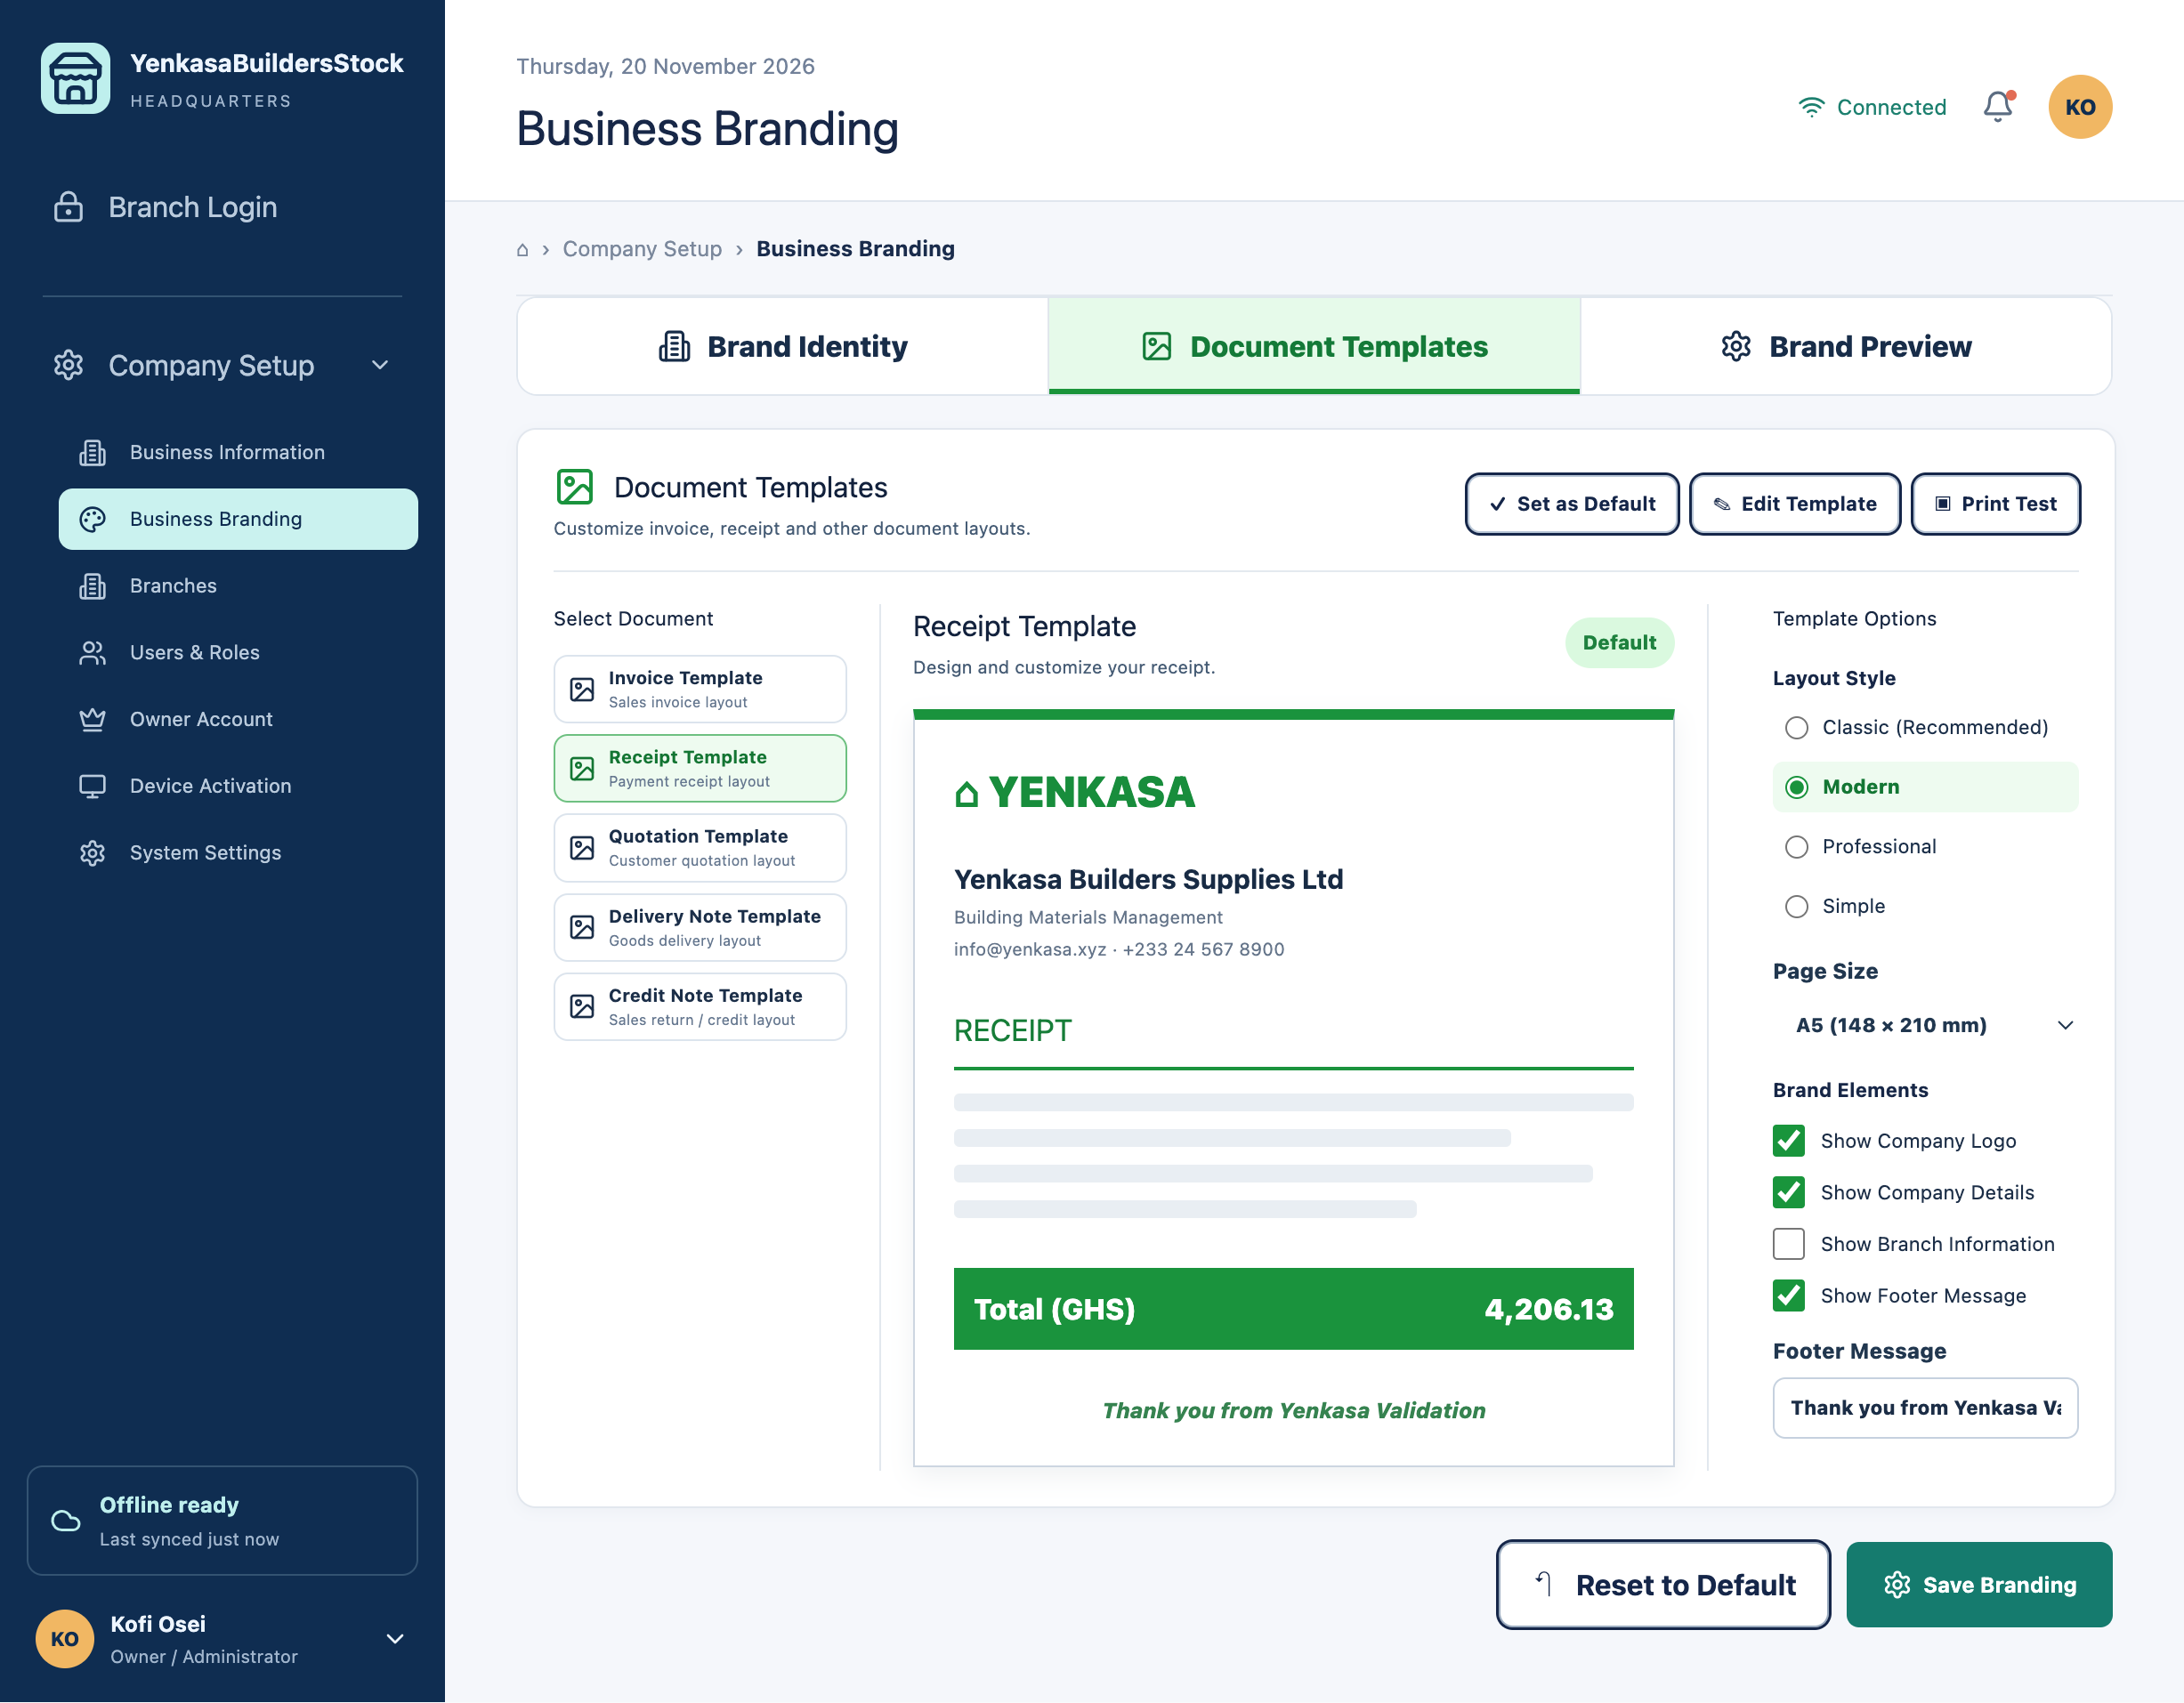 YenkasaBuildersStock
HEADQUARTERS
Branch Login
Company Setup
Business Information
Business Branding
Branches
Users & Roles
Owner Account
Device Activation
System Settings
Offline ready
Last synced just now
KO
Kofi Osei
Owner / Administrator
Thursday, 20 November 2026
Business Branding
Connected
KO
⌂ › Company Setup › Business Branding
Brand Identity
Document Templates
Brand Preview
Document Templates
Customize invoice, receipt and other document layouts.
✓ Set as Default
✎ Edit Template
▣ Print Test
Select Document
Invoice Template
Sales invoice layout
Receipt Template
Payment receipt layout
Quotation Template
Customer quotation layout
Delivery Note Template
Goods delivery layout
Credit Note Template
Sales return / credit layout
Receipt Template
Design and customize your receipt.
Default
⌂ YENKASA
Yenkasa Builders Supplies Ltd
Building Materials Management
info@yenkasa.xyz · +233 24 567 8900
RECEIPT
Total (GHS) 4,206.13
Thank you from Yenkasa Validation
Template Options
Layout Style
Classic (Recommended)
Modern
Professional
Simple
Page Size
A5 (148 × 210 mm)
Brand Elements
Show Company Logo
Show Company Details
Show Branch Information
Show Footer Message
Footer Message
Thank you from Yenkasa Va
Reset to Default
Save Branding